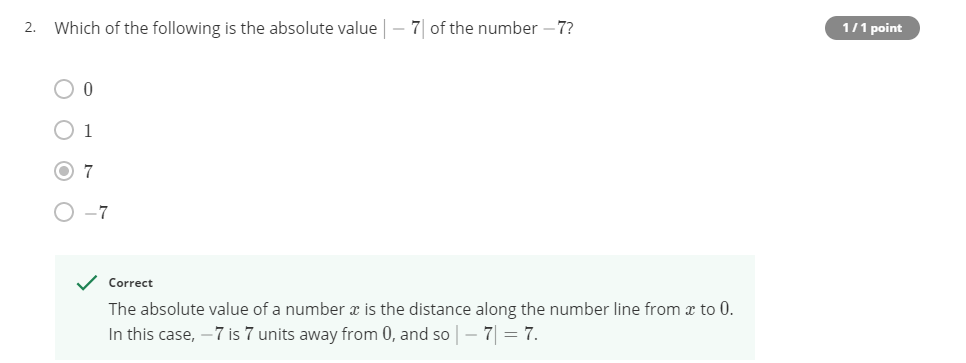 2. Which of the following is the absolute value | − 7| of the number −7?
1 / 1 point
0
1
7
−7
Correct
The absolute value of a number x is the distance along the number line from x to 0.
In this case, −7 is 7 units away from 0, and so | − 7| = 7.